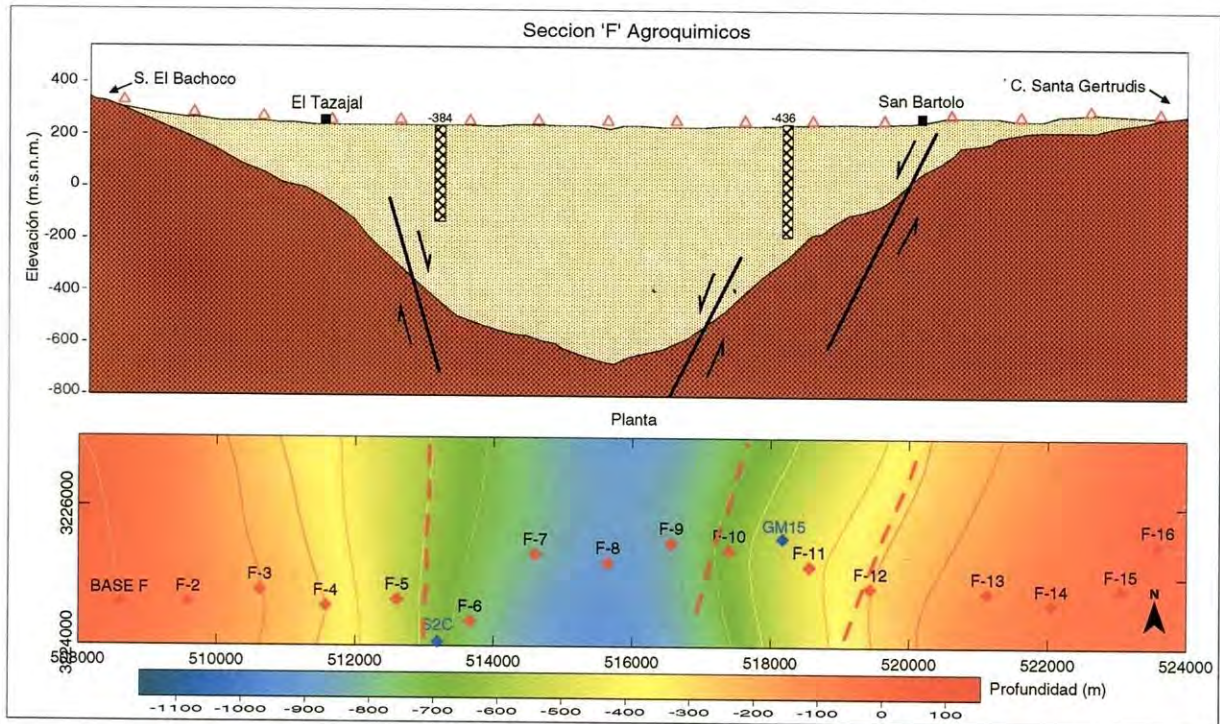 Seccion 'F' Agroquimicos
S. El Bachoco
C. Santa Gertrudis
El Tazajal
San Bartolo
-384
-436
Elevación (m.s.n.m.)
400
200
0
-200
-400
-600
-800
Planta
3226000
3224000
BASE F
F-2
F-3
F-4
F-5
F-6
S2C
F-7
F-8
F-9
F-10
GM15
F-11
F-12
F-13
F-14
F-15
F-16
N
508000 510000 512000 514000 516000 518000 520000 522000 524000
Profundidad (m)
-1100 -1000 -900 -800 -700 -600 -500 -400 -300 -200 -100 0 100